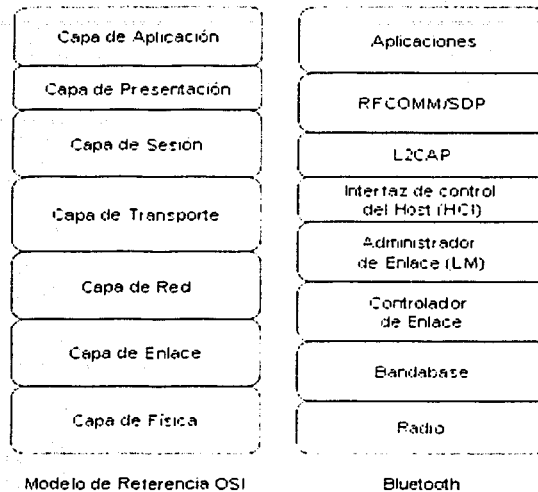 Capa de Aplicación
Capa de Presentación
Capa de Sesión
Capa de Transporte
Capa de Red
Capa de Enlace
Capa de Física
Modelo de Referencia OSI
Aplicaciones
RFCOMM/SDP
L2CAP
Interfaz de control
del Host (HCI)
Administrador
de Enlace (LM)
Controlador
de Enlace
Bandabase
Radio
Bluetooth